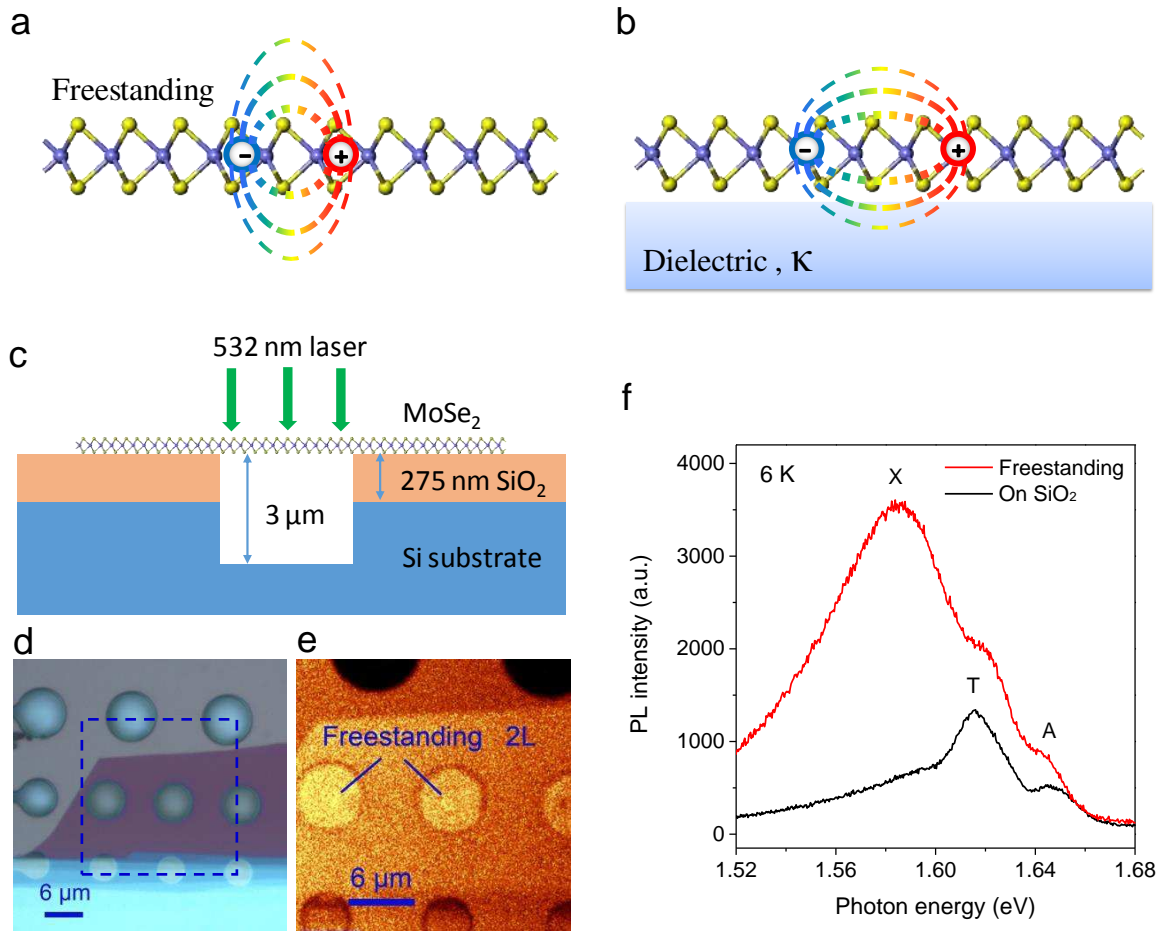 a
Freestanding
-
+
b
-
+
Dielectric , κ
c
532 nm laser
MoSe₂
275 nm SiO₂
3 µm
Si substrate
d
6 µm
e
Freestanding 2L
6 µm
f
6 K
Freestanding
On SiO₂
X
T
A
4000
3000
2000
1000
0
PL intensity (a.u.)
1.52 1.56 1.60 1.64 1.68
Photon energy (eV)